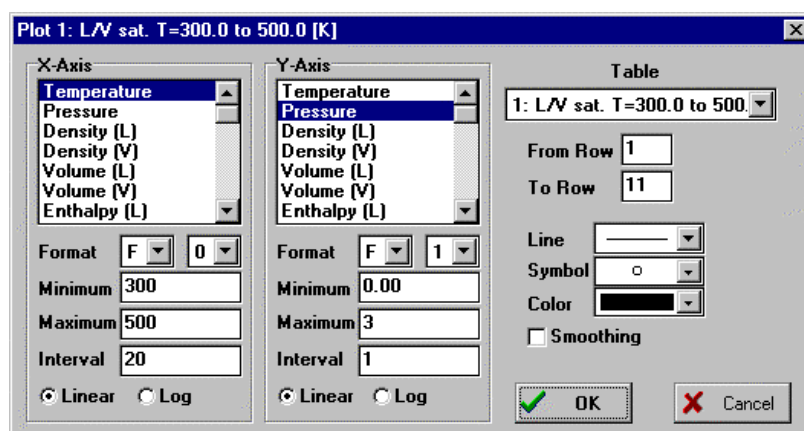 Plot 1: L/V sat. T=300.0 to 500.0 [K]
X-Axis
Temperature
Pressure
Density (L)
Density (V)
Volume (L)
Volume (V)
Enthalpy (L)
Format F 0
Minimum 300
Maximum 500
Interval 20
Linear Log
Y-Axis
Temperature
Pressure
Density (L)
Density (V)
Volume (L)
Volume (V)
Enthalpy (L)
Format F 1
Minimum 0.00
Maximum 3
Interval 1
Linear Log
Table
1: L/V sat. T=300.0 to 500.
From Row 1
To Row 11
Line
Symbol
Color
Smoothing
OK
Cancel